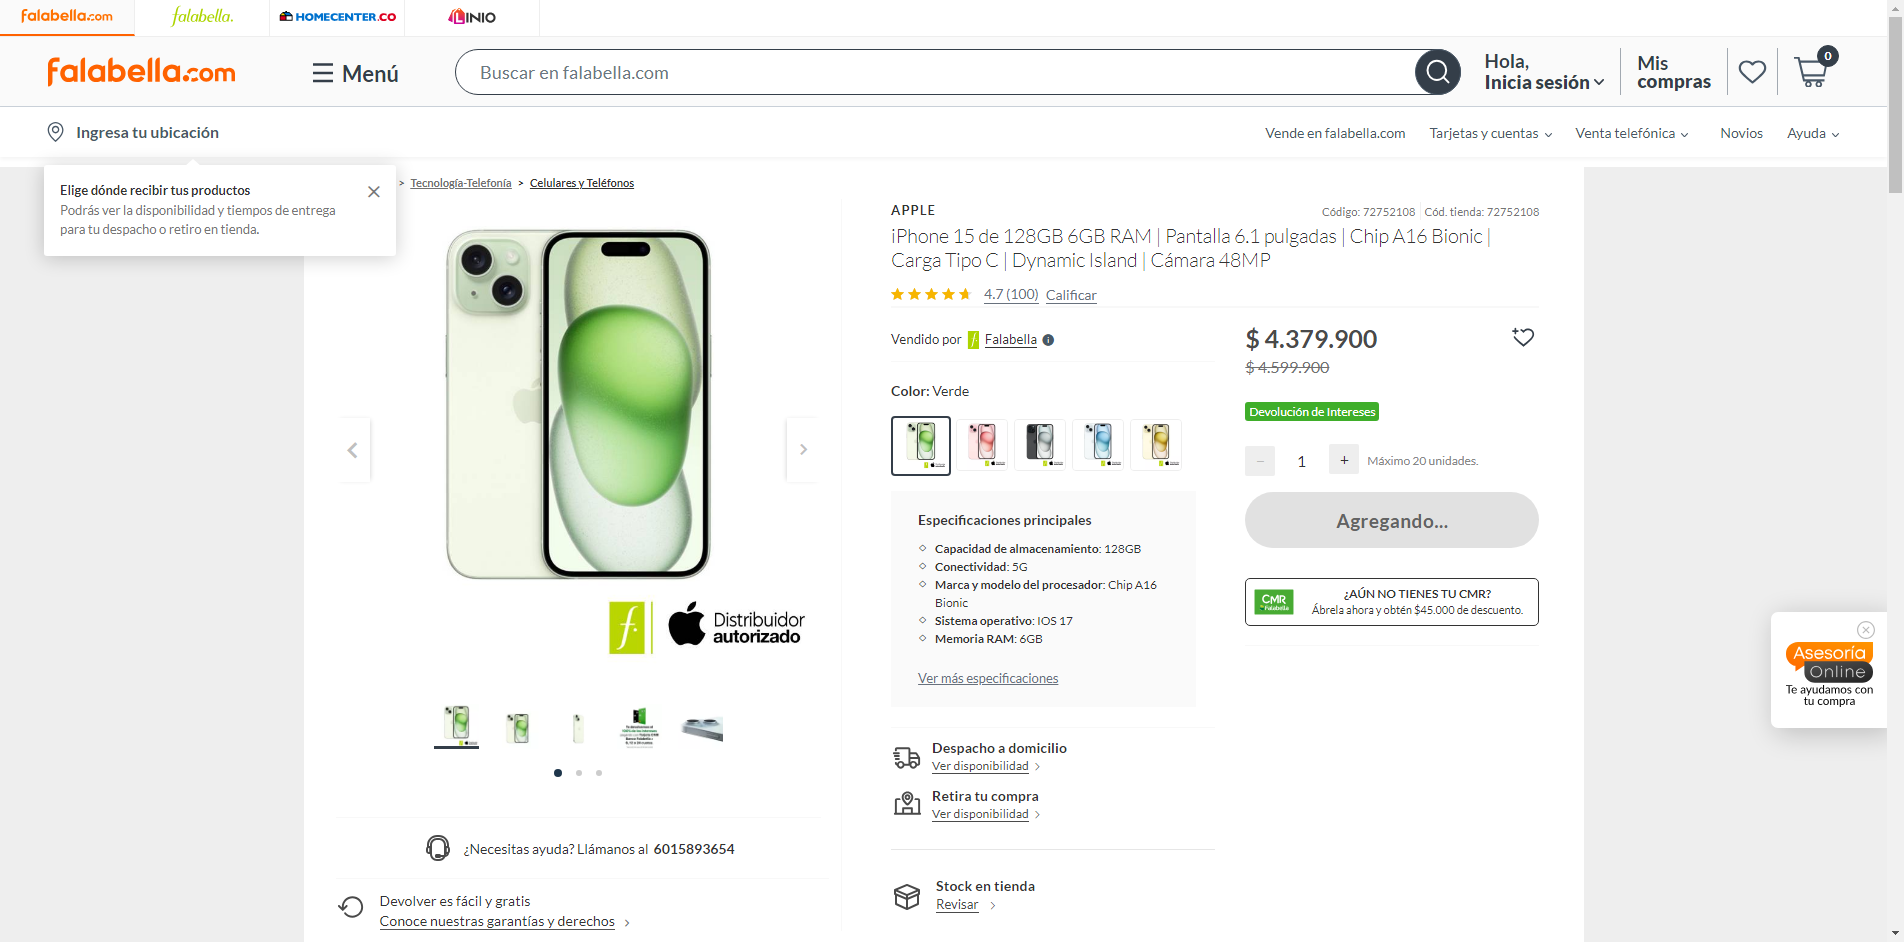 falabella.com
falabella.
HOMECENTER.CO
LINIO
falabella.com
Menú
Buscar en falabella.com
Hola,
Inicia sesión
Mis
compras
0
Ingresa tu ubicación
Vende en falabella.com
Tarjetas y cuentas
Venta telefónica
Novios
Ayuda
Elige dónde recibir tus productos
Podrás ver la disponibilidad y tiempos de entrega
para tu despacho o retiro en tienda.
> Tecnología-Telefonía > Celulares y Teléfonos
APPLE
Código: 72752108 Cód. tienda: 72752108
iPhone 15 de 128GB 6GB RAM | Pantalla 6.1 pulgadas | Chip A16 Bionic |
Carga Tipo C | Dynamic Island | Cámara 48MP
4.7 (100) Calificar
Vendido por f. Falabella
$ 4.379.900
$ 4.599.900
Color: Verde
Devolución de Intereses
− 1 + Máximo 20 unidades.
Agregando...
Especificaciones principales
Capacidad de almacenamiento: 128GB
Conectividad: 5G
Marca y modelo del procesador: Chip A16
Bionic
Sistema operativo: IOS 17
Memoria RAM: 6GB
Ver más especificaciones
CMR
Falabella
¿AÚN NO TIENES TU CMR?
Ábrela ahora y obtén $45.000 de descuento.
f.
Distribuidor
autorizado
Asesoría
Online
Te ayudamos con
tu compra
Despacho a domicilio
Ver disponibilidad
Retira tu compra
Ver disponibilidad
¿Necesitas ayuda? Llámanos al 6015893654
Stock en tienda
Revisar
Devolver es fácil y gratis
Conoce nuestras garantías y derechos